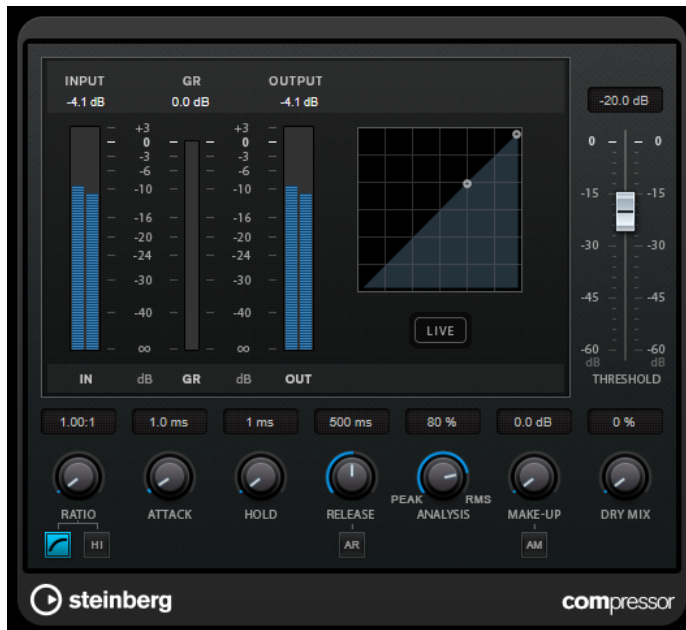 INPUT GR OUTPUT
-4.1 dB 0.0 dB -4.1 dB
-20.0 dB
+3 +3
0 0
-3 -3
-6 -6
-10 -10
-16 -16
-20 -20
-24 -24
-30 -30
-40 -40
∞ ∞
IN dB GR dB OUT
LIVE
0 0
-15 -15
-30 -30
-45 -45
-60 -60
dB dB
THRESHOLD
1.00:1 1.0 ms 1 ms 500 ms 80 % 0.0 dB 0 %
PEAK RMS
RATIO ATTACK HOLD RELEASE ANALYSIS MAKE-UP DRY MIX
HI AR AM
steinberg compressor